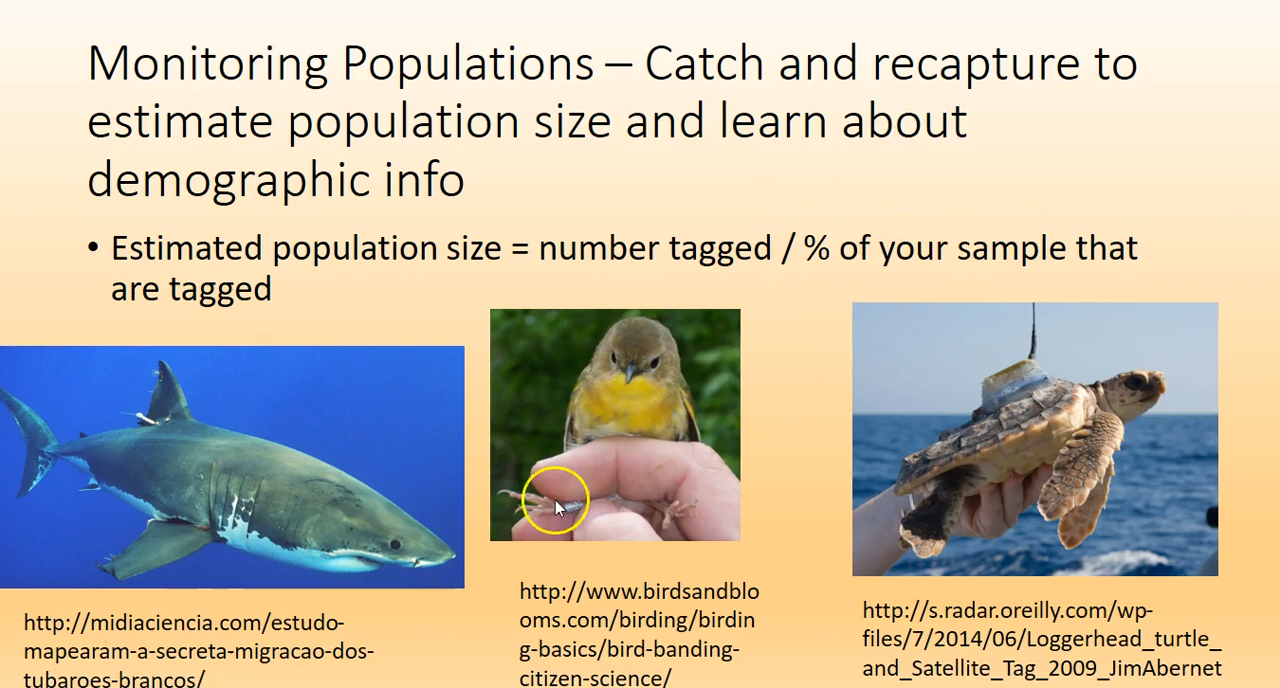 Monitoring Populations – Catch and recapture to
estimate population size and learn about
demographic info
• Estimated population size = number tagged / % of your sample that
are tagged
http://midiaciencia.com/estudo-
mapearam-a-secreta-migracao-dos-
tubaroes-brancos/
http://www.birdsandblo
oms.com/birding/birdin
g-basics/bird-banding-
citizen-science/
http://s.radar.oreilly.com/wp-
files/7/2014/06/Loggerhead_turtle_
and_Satellite_Tag_2009_JimAbernet